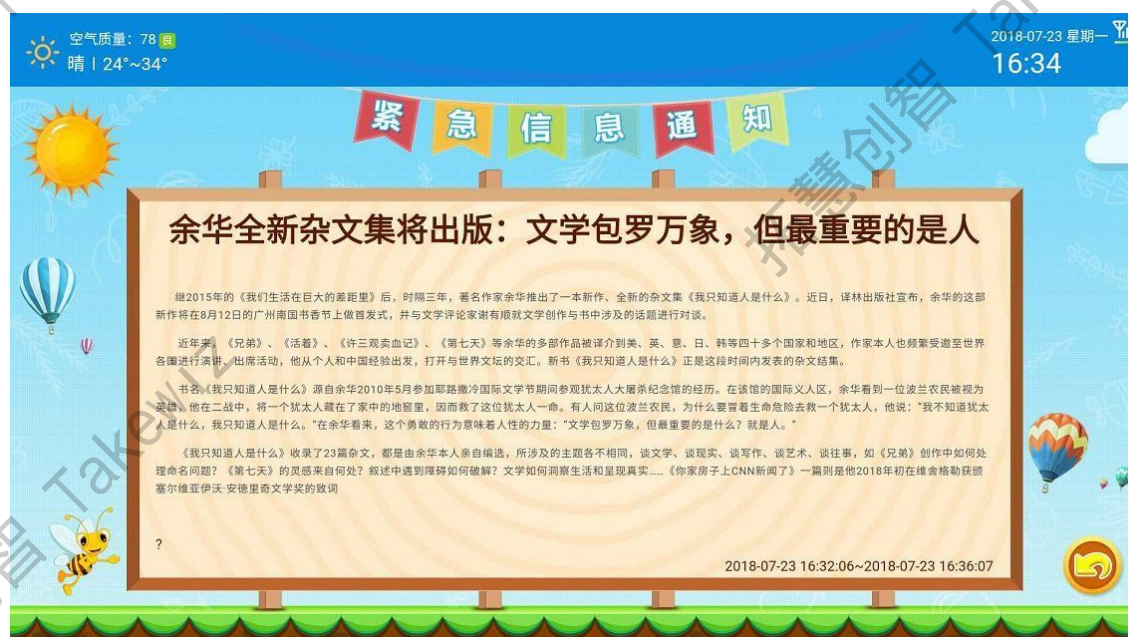 空气质量：78 良
晴 | 24°~34°
2018-07-23 星期一
16:34
紧急信息通知
余华全新杂文集将出版：文学包罗万象，但最重要的是人
继2015年的《我们生活在巨大的差距里》后，时隔三年，著名作家余华推出了一本新作、全新的杂文集《我只知道人是什么》。近日，译林出版社宣布，余华的这部
新作将在8月12日的广州南国书香节上做首发式，并与文学评论家谢有顺就文学创作与书中涉及的话题进行对谈。
近年来，《兄弟》、《活着》、《许三观卖血记》、《第七天》等余华的多部作品被译介到美、英、意、日、韩等四十多个国家和地区，作家本人也频繁受邀至世界
各国进行演讲、出席活动，他从个人和中国经验出发，打开与世界文坛的交汇。新书《我只知道人是什么》正是这段时间内发表的杂文结集。
书名《我只知道人是什么》源自余华2010年5月参加耶路撒冷国际文学节期间参观犹太人大屠杀纪念馆的经历。在该馆的国际义人区，余华看到一位波兰农民被视为
英雄，他在二战中，将一个犹太人藏在了家中的地窖里，因而救了这位犹太人一命。有人问这位波兰农民，为什么要冒着生命危险去救一个犹太人，他说：“我不知道犹太
人是什么，我只知道人是什么。”在余华看来，这个勇敢的行为意味着人性的力量：“文学包罗万象，但最重要的是什么？就是人。”
《我只知道人是什么》收录了23篇杂文，都是由余华本人亲自编选，所涉及的主题各不相同，谈文学、谈现实、谈写作、谈艺术、谈往事，如《兄弟》创作中如何处
理命名问题？《第七天》的灵感来自何处？叙述中遇到障碍如何破解？文学如何洞察生活和呈现真实……《你家房子上CNN新闻了》一篇则是他2018年初在维舍格勒获颁
塞尔维亚伊沃·安德里奇文学奖的致词
?
2018-07-23 16:32:06~2018-07-23 16:36:07
拓慧创智
Takewiz